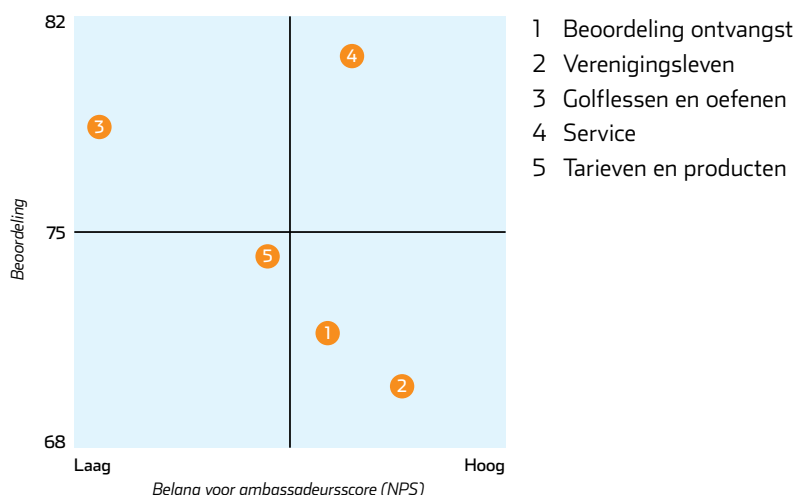 82
4
3
Beoordeling
75
5
1
2
68
Laag
Hoog
Belang voor ambassadeursscore (NPS)
1 Beoordeling ontvangst
2 Verenigingsleven
3 Golflessen en oefenen
4 Service
5 Tarieven en producten